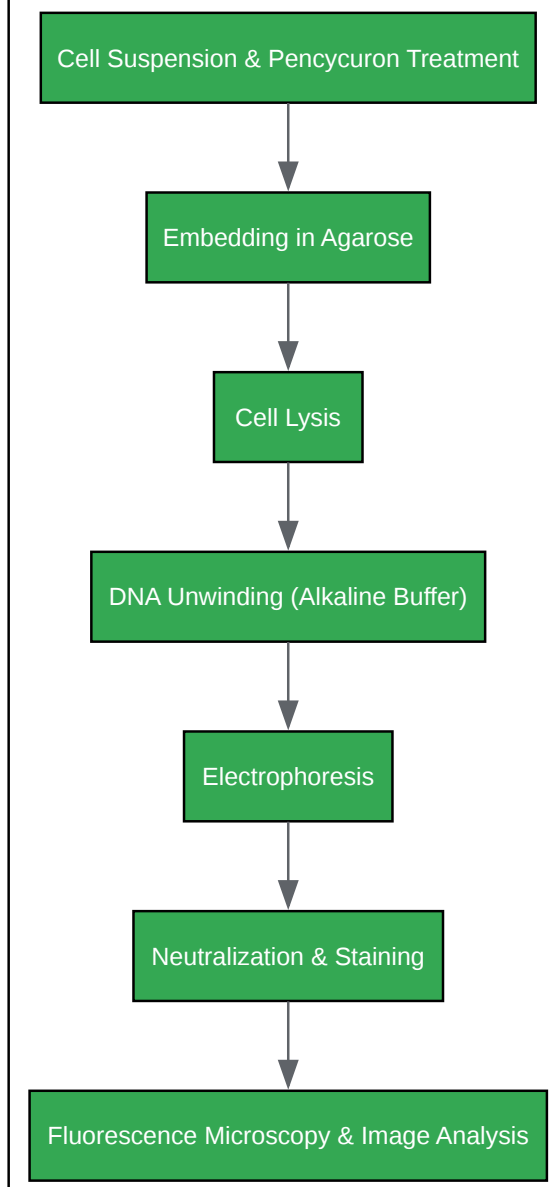 Cell Suspension & Pencycuron Treatment
Embedding in Agarose
Cell Lysis
DNA Unwinding (Alkaline Buffer)
Electrophoresis
Neutralization & Staining
Fluorescence Microscopy & Image Analysis